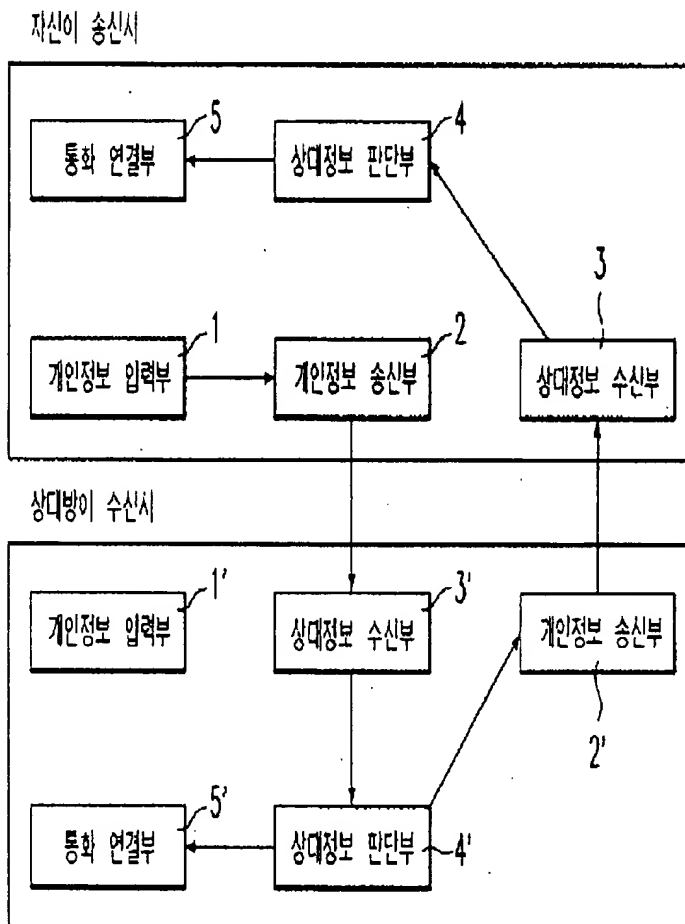 자신이 송신시
5
4
통화 연결부
상대정보 판단부
3
1
2
개인정보 입력부
개인정보 송신부
상대정보 수신부
상대방이 수신시
1'
3'
개인정보 입력부
상대정보 수신부
개인정보 송신부
2'
5'
통화 연결부
상대정보 판단부
4'